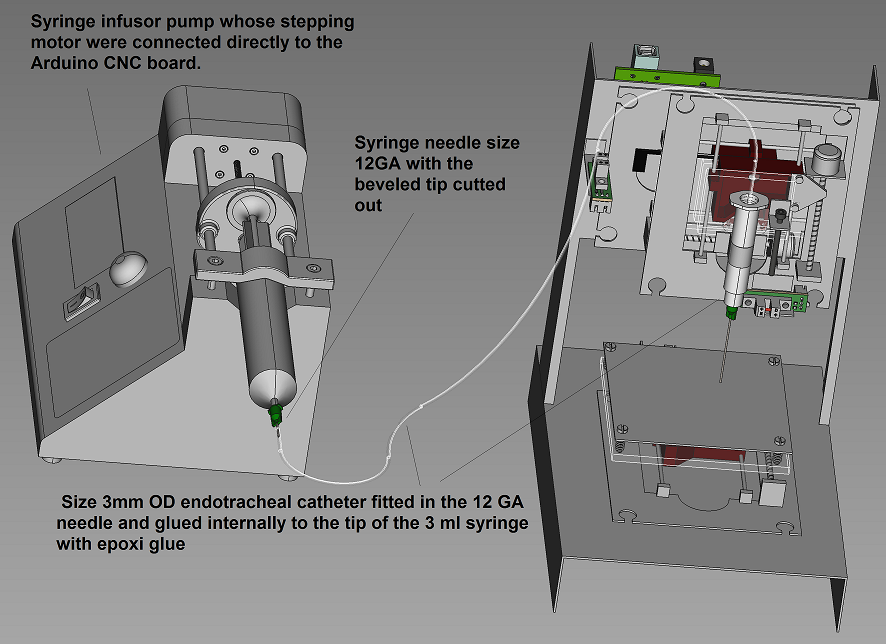 Syringe infusor pump whose stepping
motor were connected directly to the
Arduino CNC board.
Syringe needle size
12GA with the
beveled tip cutted
out
Size 3mm OD endotracheal catheter fitted in the 12 GA
needle and glued internally to the tip of the 3 ml syringe
with epoxi glue